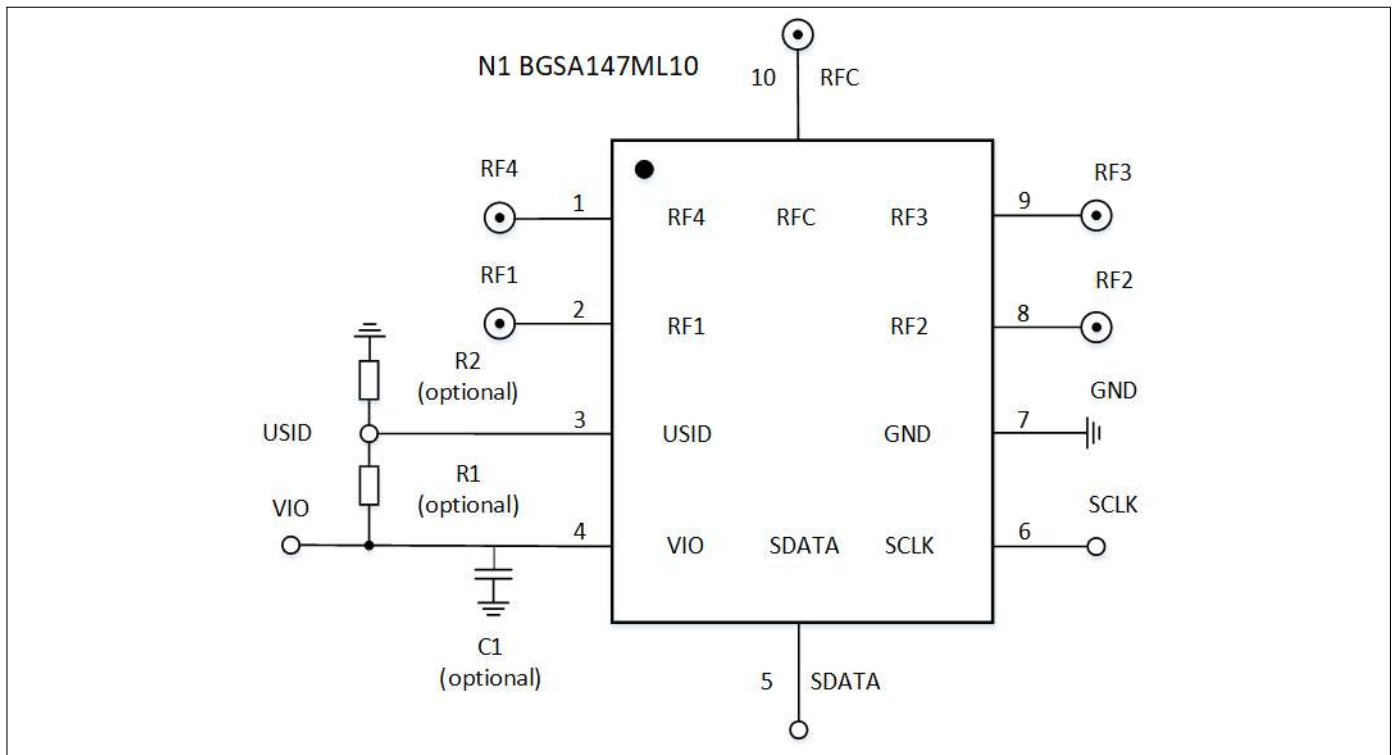 N1 BGSA147ML10
10 RFC
RF4
1
RF4 RFC RF3
9
RF3
RF1
2
RF1 RF2
8
RF2
R2
(optional)
USID
3
USID GND
7
GND
R1
(optional)
VIO
4
VIO SDATA SCLK
6
SCLK
C1
(optional)
5 SDATA